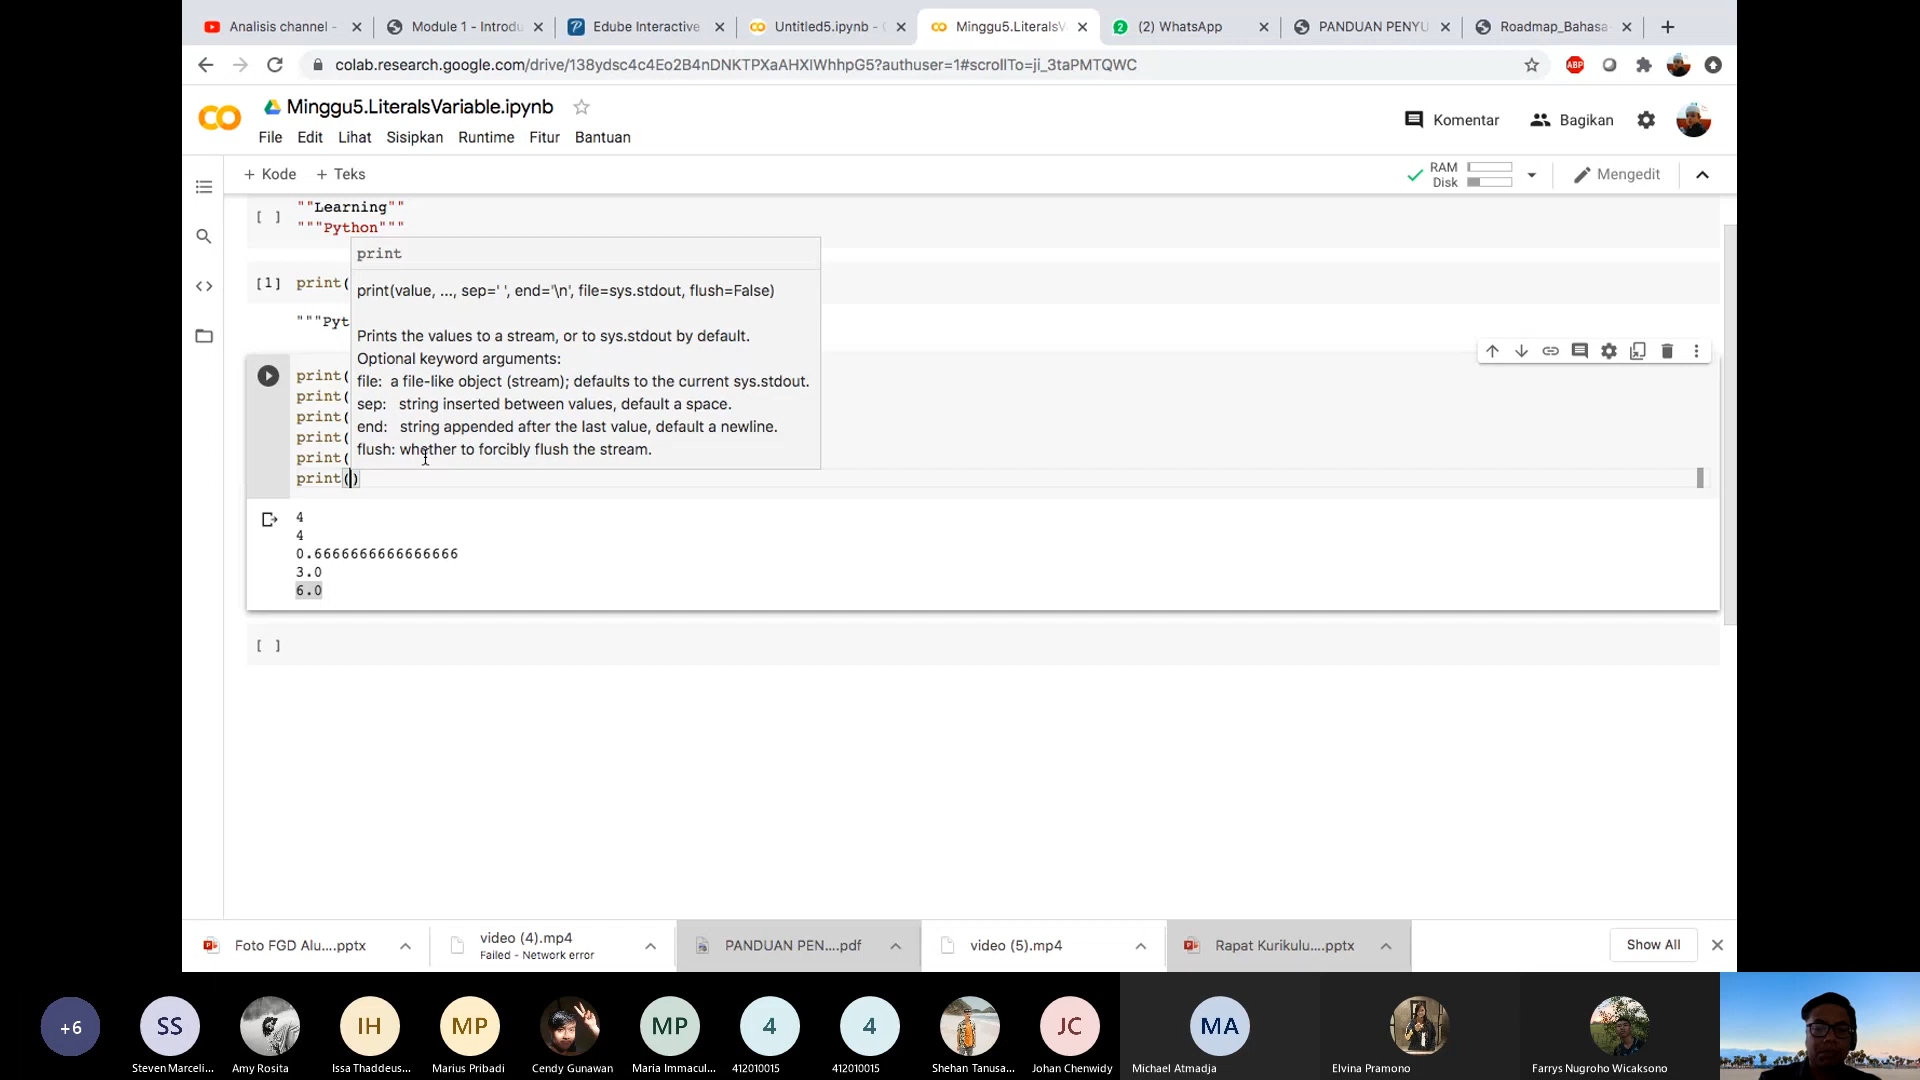 Analisis channel -
Module 1 - Introdu
Edube Interactive
Untitled5.ipynb - C
Minggu5.LiteralsV
(2) WhatsApp
PANDUAN PENYU
Roadmap_Bahasa
colab.research.google.com/drive/138ydsc4c4Eo2B4nDNKTPXaAHXIWhhpG5?authuser=1#scrollTo=ji_3taPMTQWC
ABP
CO
Minggu5.LiteralsVariable.ipynb
Komentar
Bagikan
File Edit Lihat Sisipkan Runtime Fitur Bantuan
+ Kode + Teks
RAM
Disk
Mengedit
[ ]
""Learning""
"""Python"""
print
[1] print(
print(value, ..., sep=' ', end='\n', file=sys.stdout, flush=False)
"""Pyt
Prints the values to a stream, or to sys.stdout by default.
Optional keyword arguments:
file: a file-like object (stream); defaults to the current sys.stdout.
sep: string inserted between values, default a space.
end: string appended after the last value, default a newline.
flush: whether to forcibly flush the stream.
print(
print(
print(
print(
print(
print()
4
4
0.6666666666666666
3.0
6.0
[ ]
Foto FGD Alu....pptx
video (4).mp4
Failed - Network error
PANDUAN PEN....pdf
video (5).mp4
Rapat Kurikulu....pptx
Show All
+6
SS
IH
MP
MP
4
4
JC
MA
Steven Marceli...
Amy Rosita
Issa Thaddeus...
Marius Pribadi
Cendy Gunawan
Maria Immacul...
412010015
412010015
Shehan Tanusa...
Johan Chenwidy
Michael Atmadja
Elvina Pramono
Farrys Nugroho Wicaksono